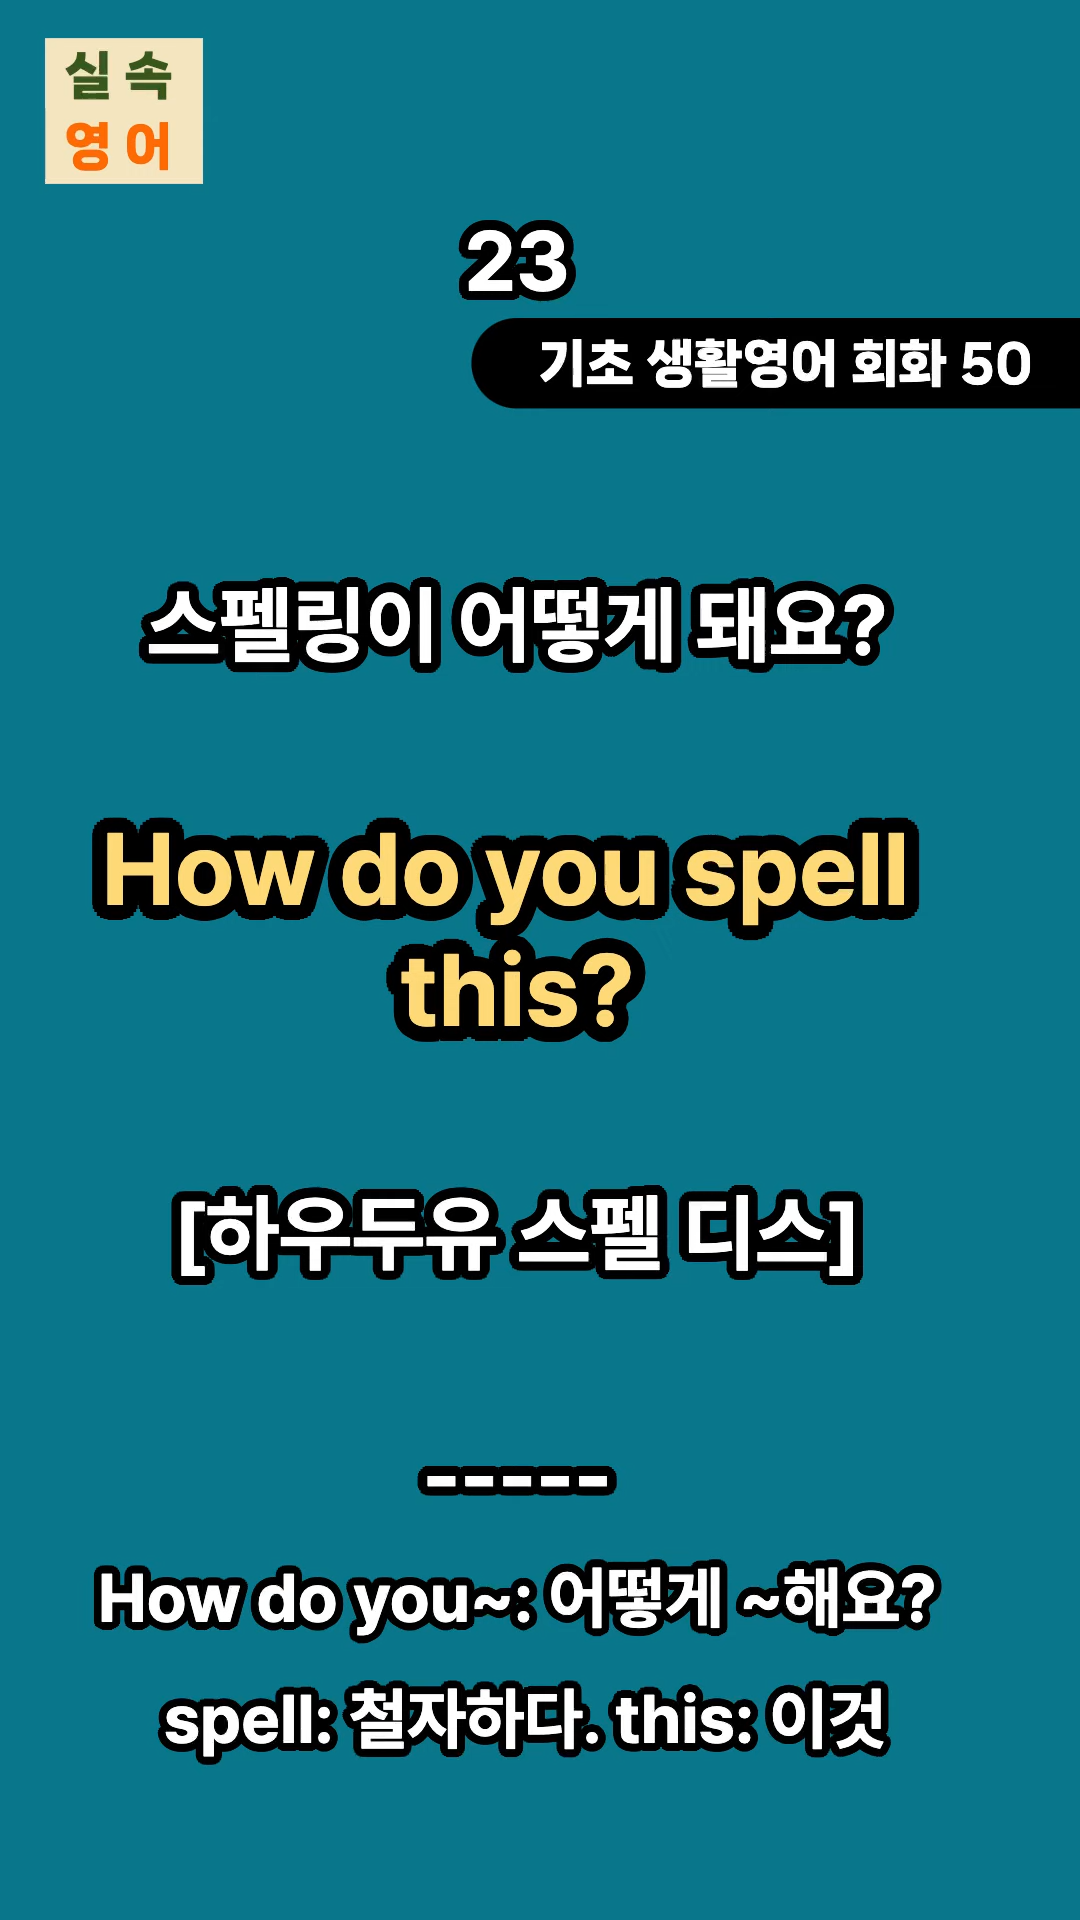 실속
영어
23
기초 생활영어 회화 50
스펠링이 어떻게 돼요?
How do you spell
this?
[하우두유 스펠 디스]
-----
How do you~: 어떻게 ~해요?
spell: 철자하다. this: 이것